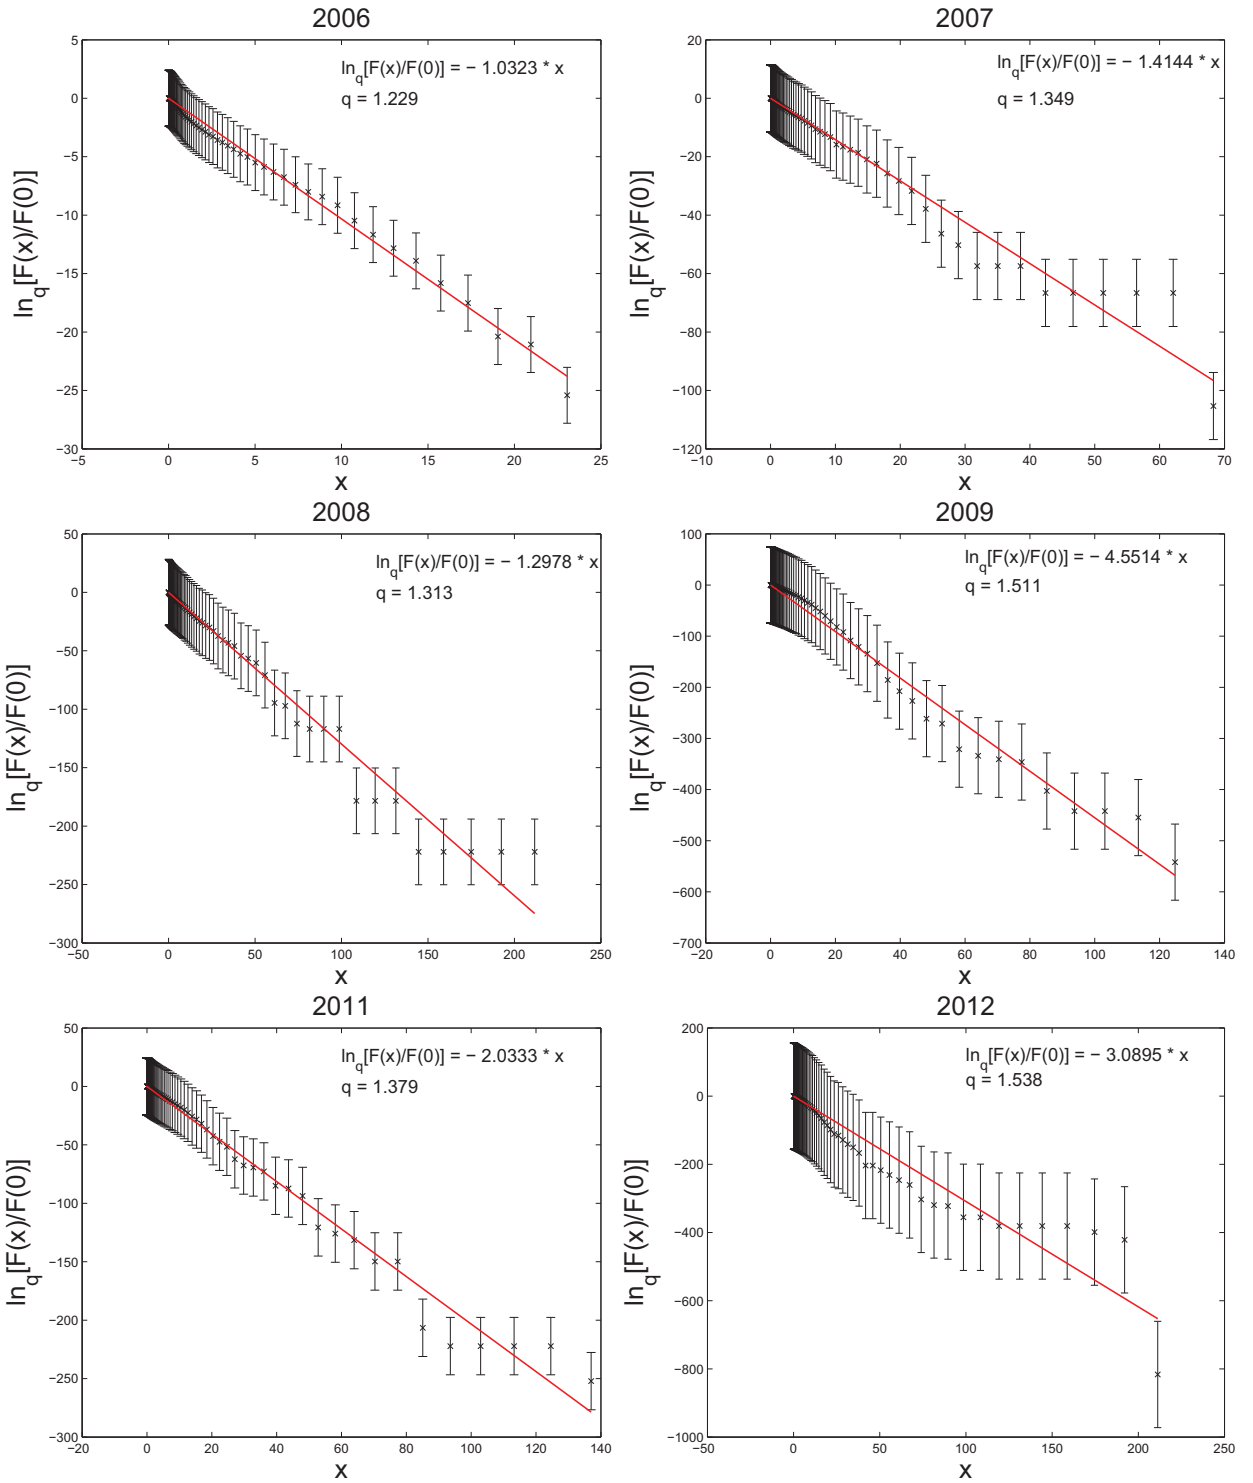 2006
5
0
−5
−10
−15
−20
−25
−30
−5 0 5 10 15 20 25
x
ln_q[F(x)/F(0)]
ln_q[F(x)/F(0)] = − 1.0323 * x
q = 1.229
2007
20
0
−20
−40
−60
−80
−100
−120
−10 0 10 20 30 40 50 60 70
x
ln_q[F(x)/F(0)]
ln_q[F(x)/F(0)] = − 1.4144 * x
q = 1.349
2008
50
0
−50
−100
−150
−200
−250
−300
−50 0 50 100 150 200 250
x
ln_q[F(x)/F(0)]
ln_q[F(x)/F(0)] = − 1.2978 * x
q = 1.313
2009
100
0
−100
−200
−300
−400
−500
−600
−700
−20 0 20 40 60 80 100 120 140
x
ln_q[F(x)/F(0)]
ln_q[F(x)/F(0)] = − 4.5514 * x
q = 1.511
2011
50
0
−50
−100
−150
−200
−250
−300
−20 0 20 40 60 80 100 120 140
x
ln_q[F(x)/F(0)]
ln_q[F(x)/F(0)] = − 2.0333 * x
q = 1.379
2012
200
0
−200
−400
−600
−800
−1000
−50 0 50 100 150 200 250
x
ln_q[F(x)/F(0)]
ln_q[F(x)/F(0)] = − 3.0895 * x
q = 1.538